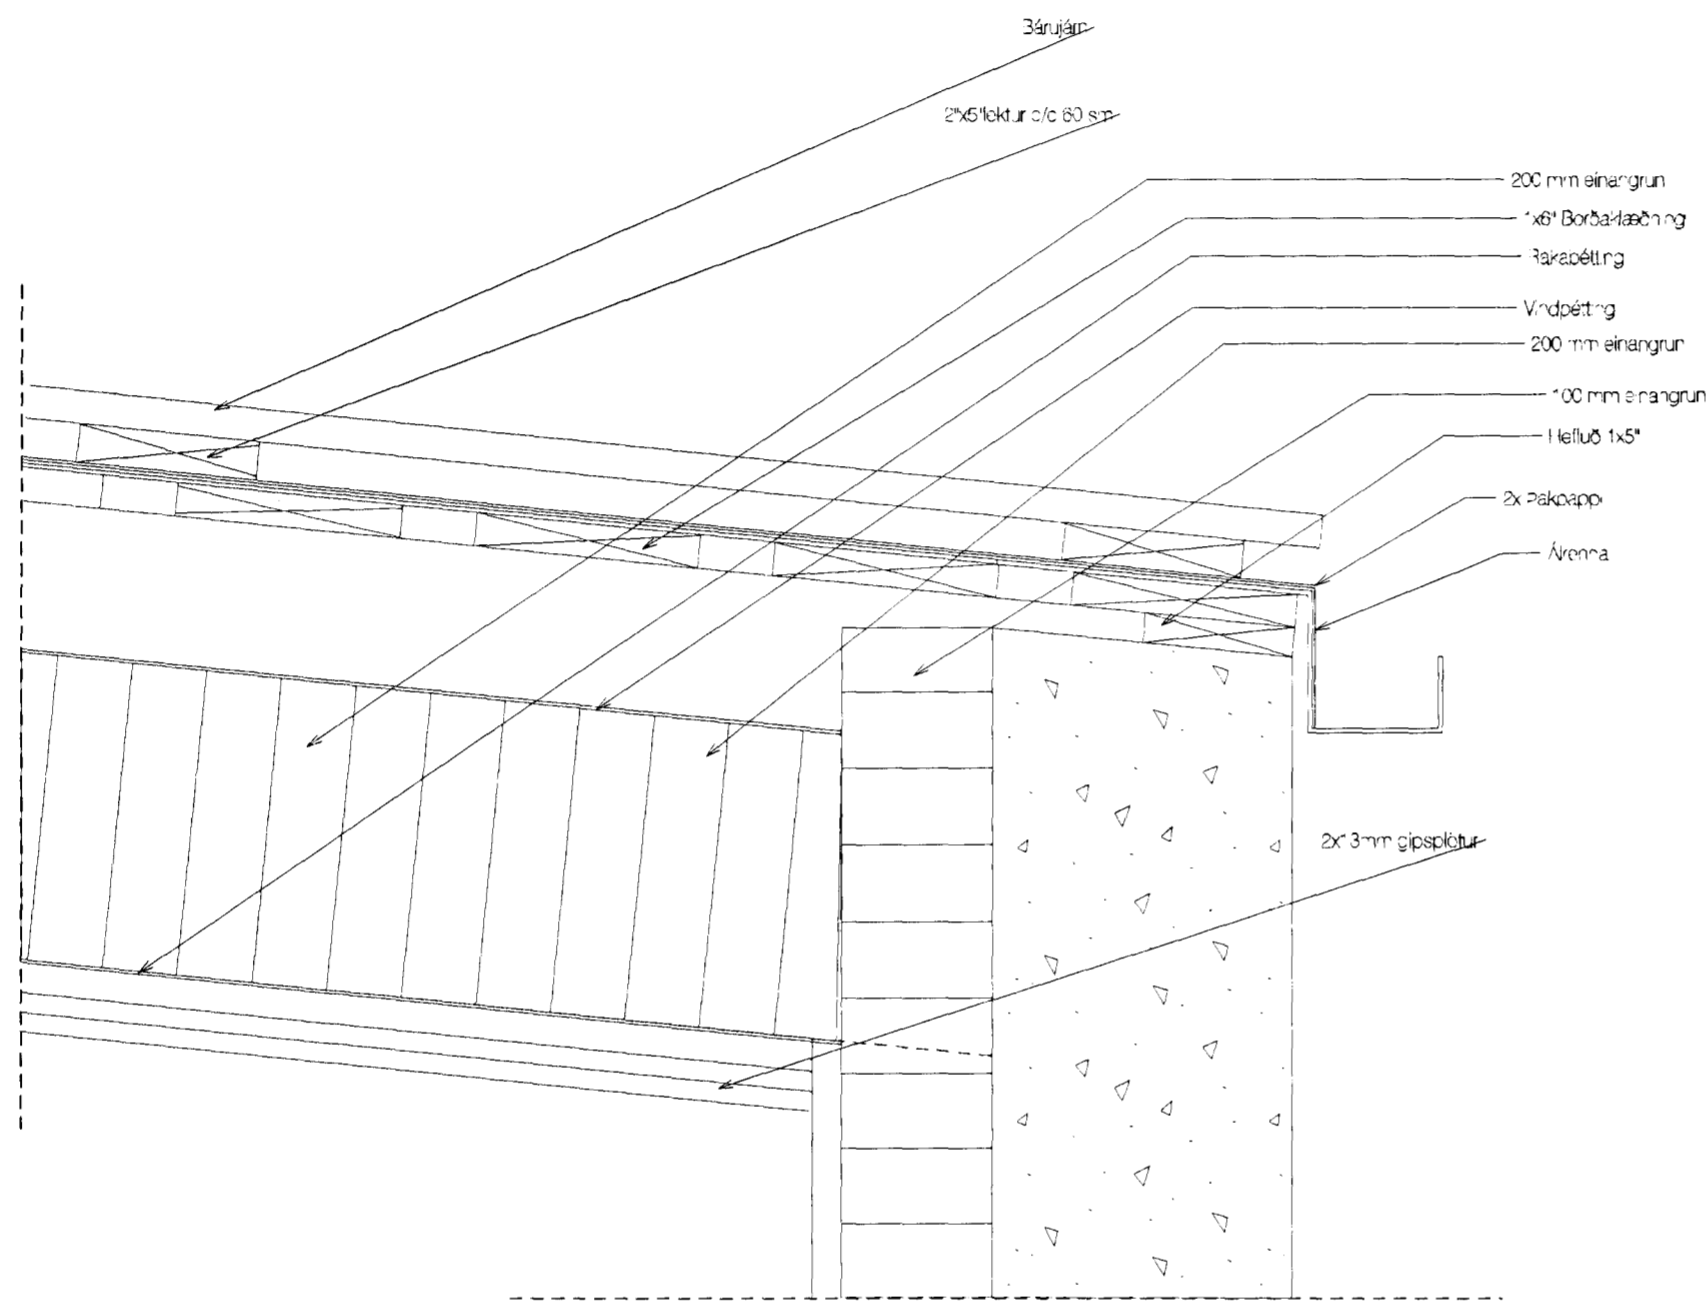 Bárujárn
2"x5"lektur c/c 60 sm
200 mm einangrun
1x6" Borðaklæðning
Rakaþétting
Vindþétting
200 mm einangrun
100 mm einangrun
Hefluð 1x5"
2x Þakpappi
Álrenna
2x13mm gipsplötur